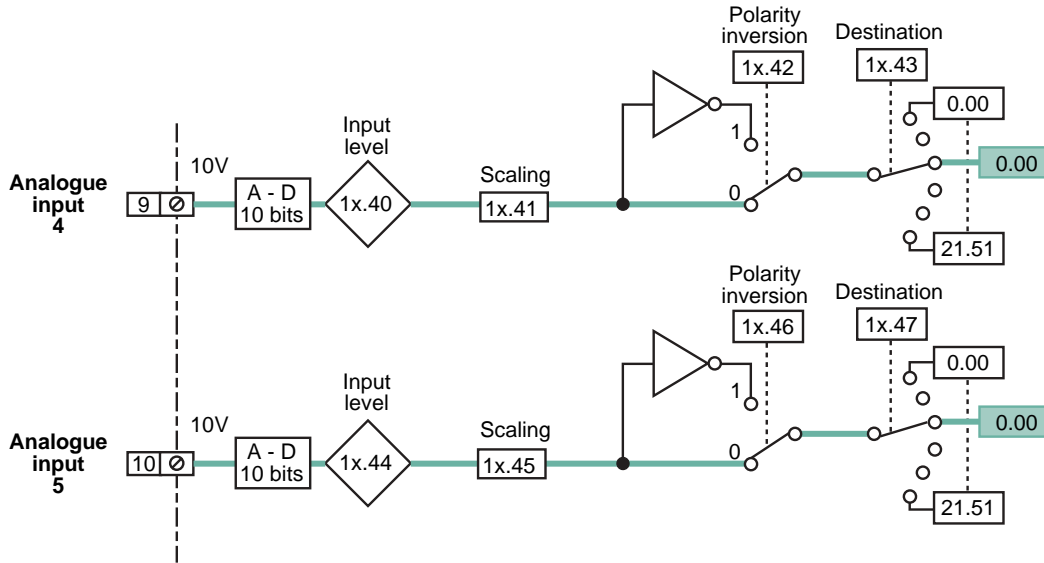 Polarity
inversion
Destination
1x.42
1x.43
0.00
1
Input
level
10V
Scaling
Analogue
input
4
9
A - D
10 bits
1x.40
1x.41
0
0.00
21.51
Polarity
inversion
Destination
1x.46
1x.47
0.00
1
Input
level
10V
Scaling
Analogue
input
5
10
A - D
10 bits
1x.44
1x.45
0
0.00
21.51